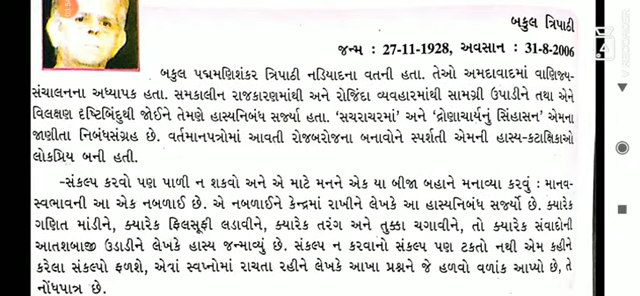 બકુલ ત્રિપાઠી
જન્મ : 27-11-1928, અવસાન : 31-8-2006
બકુલ પદ્મમણિશંકર ત્રિપાઠી નડિયાદના વતની હતા. તેઓ અમદાવાદમાં વાણિજ્ય-
સંચાલનના અધ્યાપક હતા. સમકાલીન રાજકારણમાંથી અને રોજિંદા વ્યવહારમાંથી સામગ્રી ઉપાડીને તથા એને
વિલક્ષણ દૃષ્ટિબિંદુથી જોઈને તેમણે હાસ્યનિબંધ સર્જ્યા હતા. ‘સચરાચરમાં’ અને ‘દ્રોણાચાર્યનું સિંહાસન’ એમના
જાણીતા નિબંધસંગ્રહ છે. વર્તમાનપત્રોમાં આવતી રોજબરોજના બનાવોને સ્પર્શતી એમની હાસ્ય-કટાક્ષિકાઓ
લોકપ્રિય બની હતી.
-સંકલ્પ કરવો પણ પાળી ન શકવો અને એ માટે મનને એક યા બીજા બહાને મનાવ્યા કરવું : માનવ-
સ્વભાવની આ એક નબળાઈ છે. એ નબળાઈને કેન્દ્રમાં રાખીને લેખકે આ હાસ્યનિબંધ સર્જ્યો છે. ક્યારેક
ગણિત માંડીને, ક્યારેક ફિલસૂફી લડાવીને, ક્યારેક તરંગ અને તુક્કા ચગાવીને, તો ક્યારેક સંવાદોની
આતશબાજી ઉડાડીને લેખકે હાસ્ય જન્માવ્યું છે. સંકલ્પ ન કરવાનો સંકલ્પ પણ ટકતો નથી એમ કહીને
કરેલા સંકલ્પો ફળશે, એવાં સ્વપ્નોમાં રાચતા રહીને લેખકે આખા પ્રશ્નને જે હળવો વળાંક આપ્યો છે, તે
નોંધપાત્ર છે.